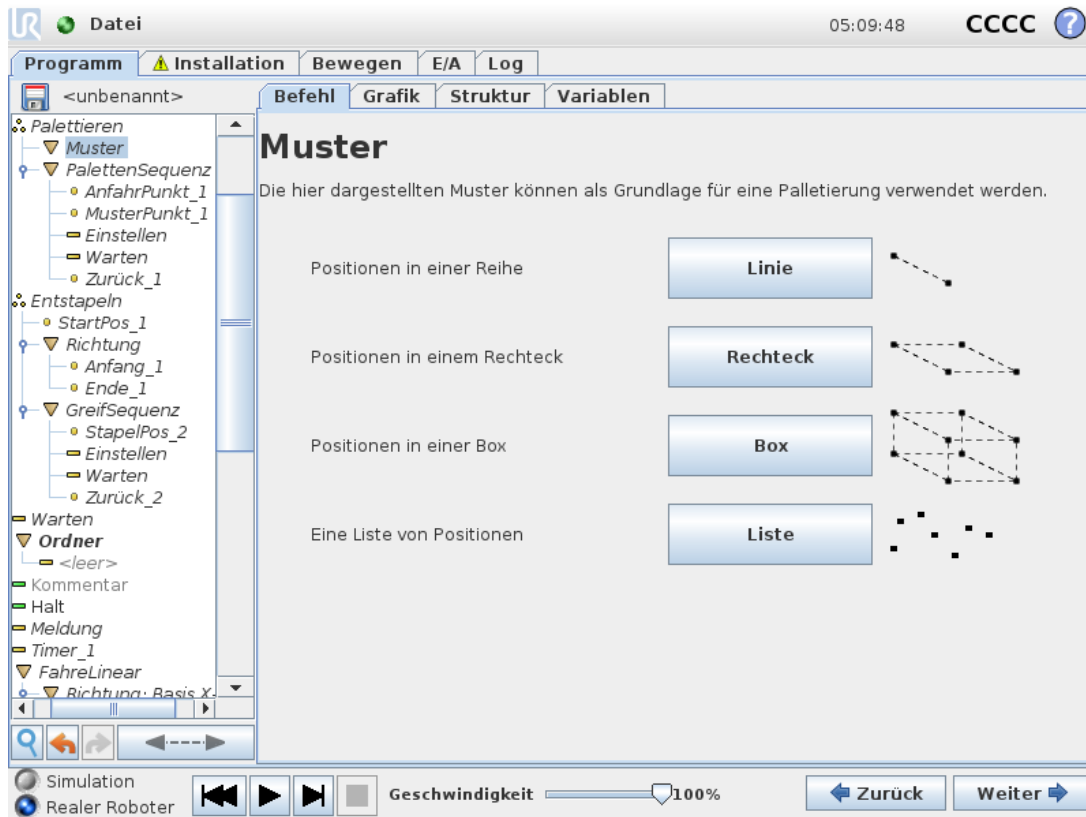 UR Datei 05:09:48 CCCC ?
Programm Installation Bewegen E/A Log
<unbenannt>
Befehl Grafik Struktur Variablen
Palettieren
Muster
PalettenSequenz
AnfahrPunkt_1
MusterPunkt_1
Einstellen
Warten
Zurück_1
Entstapeln
StartPos_1
Richtung
Anfang_1
Ende_1
GreifSequenz
StapelPos_2
Einstellen
Warten
Zurück_2
Warten
Ordner
<leer>
Kommentar
Halt
Meldung
Timer_1
FahreLinear
Richtung: Basis X-
Muster
Die hier dargestellten Muster können als Grundlage für eine Palletierung verwendet werden.
Positionen in einer Reihe Linie
Positionen in einem Rechteck Rechteck
Positionen in einer Box Box
Eine Liste von Positionen Liste
Simulation
Realer Roboter
Geschwindigkeit 100%
Zurück Weiter